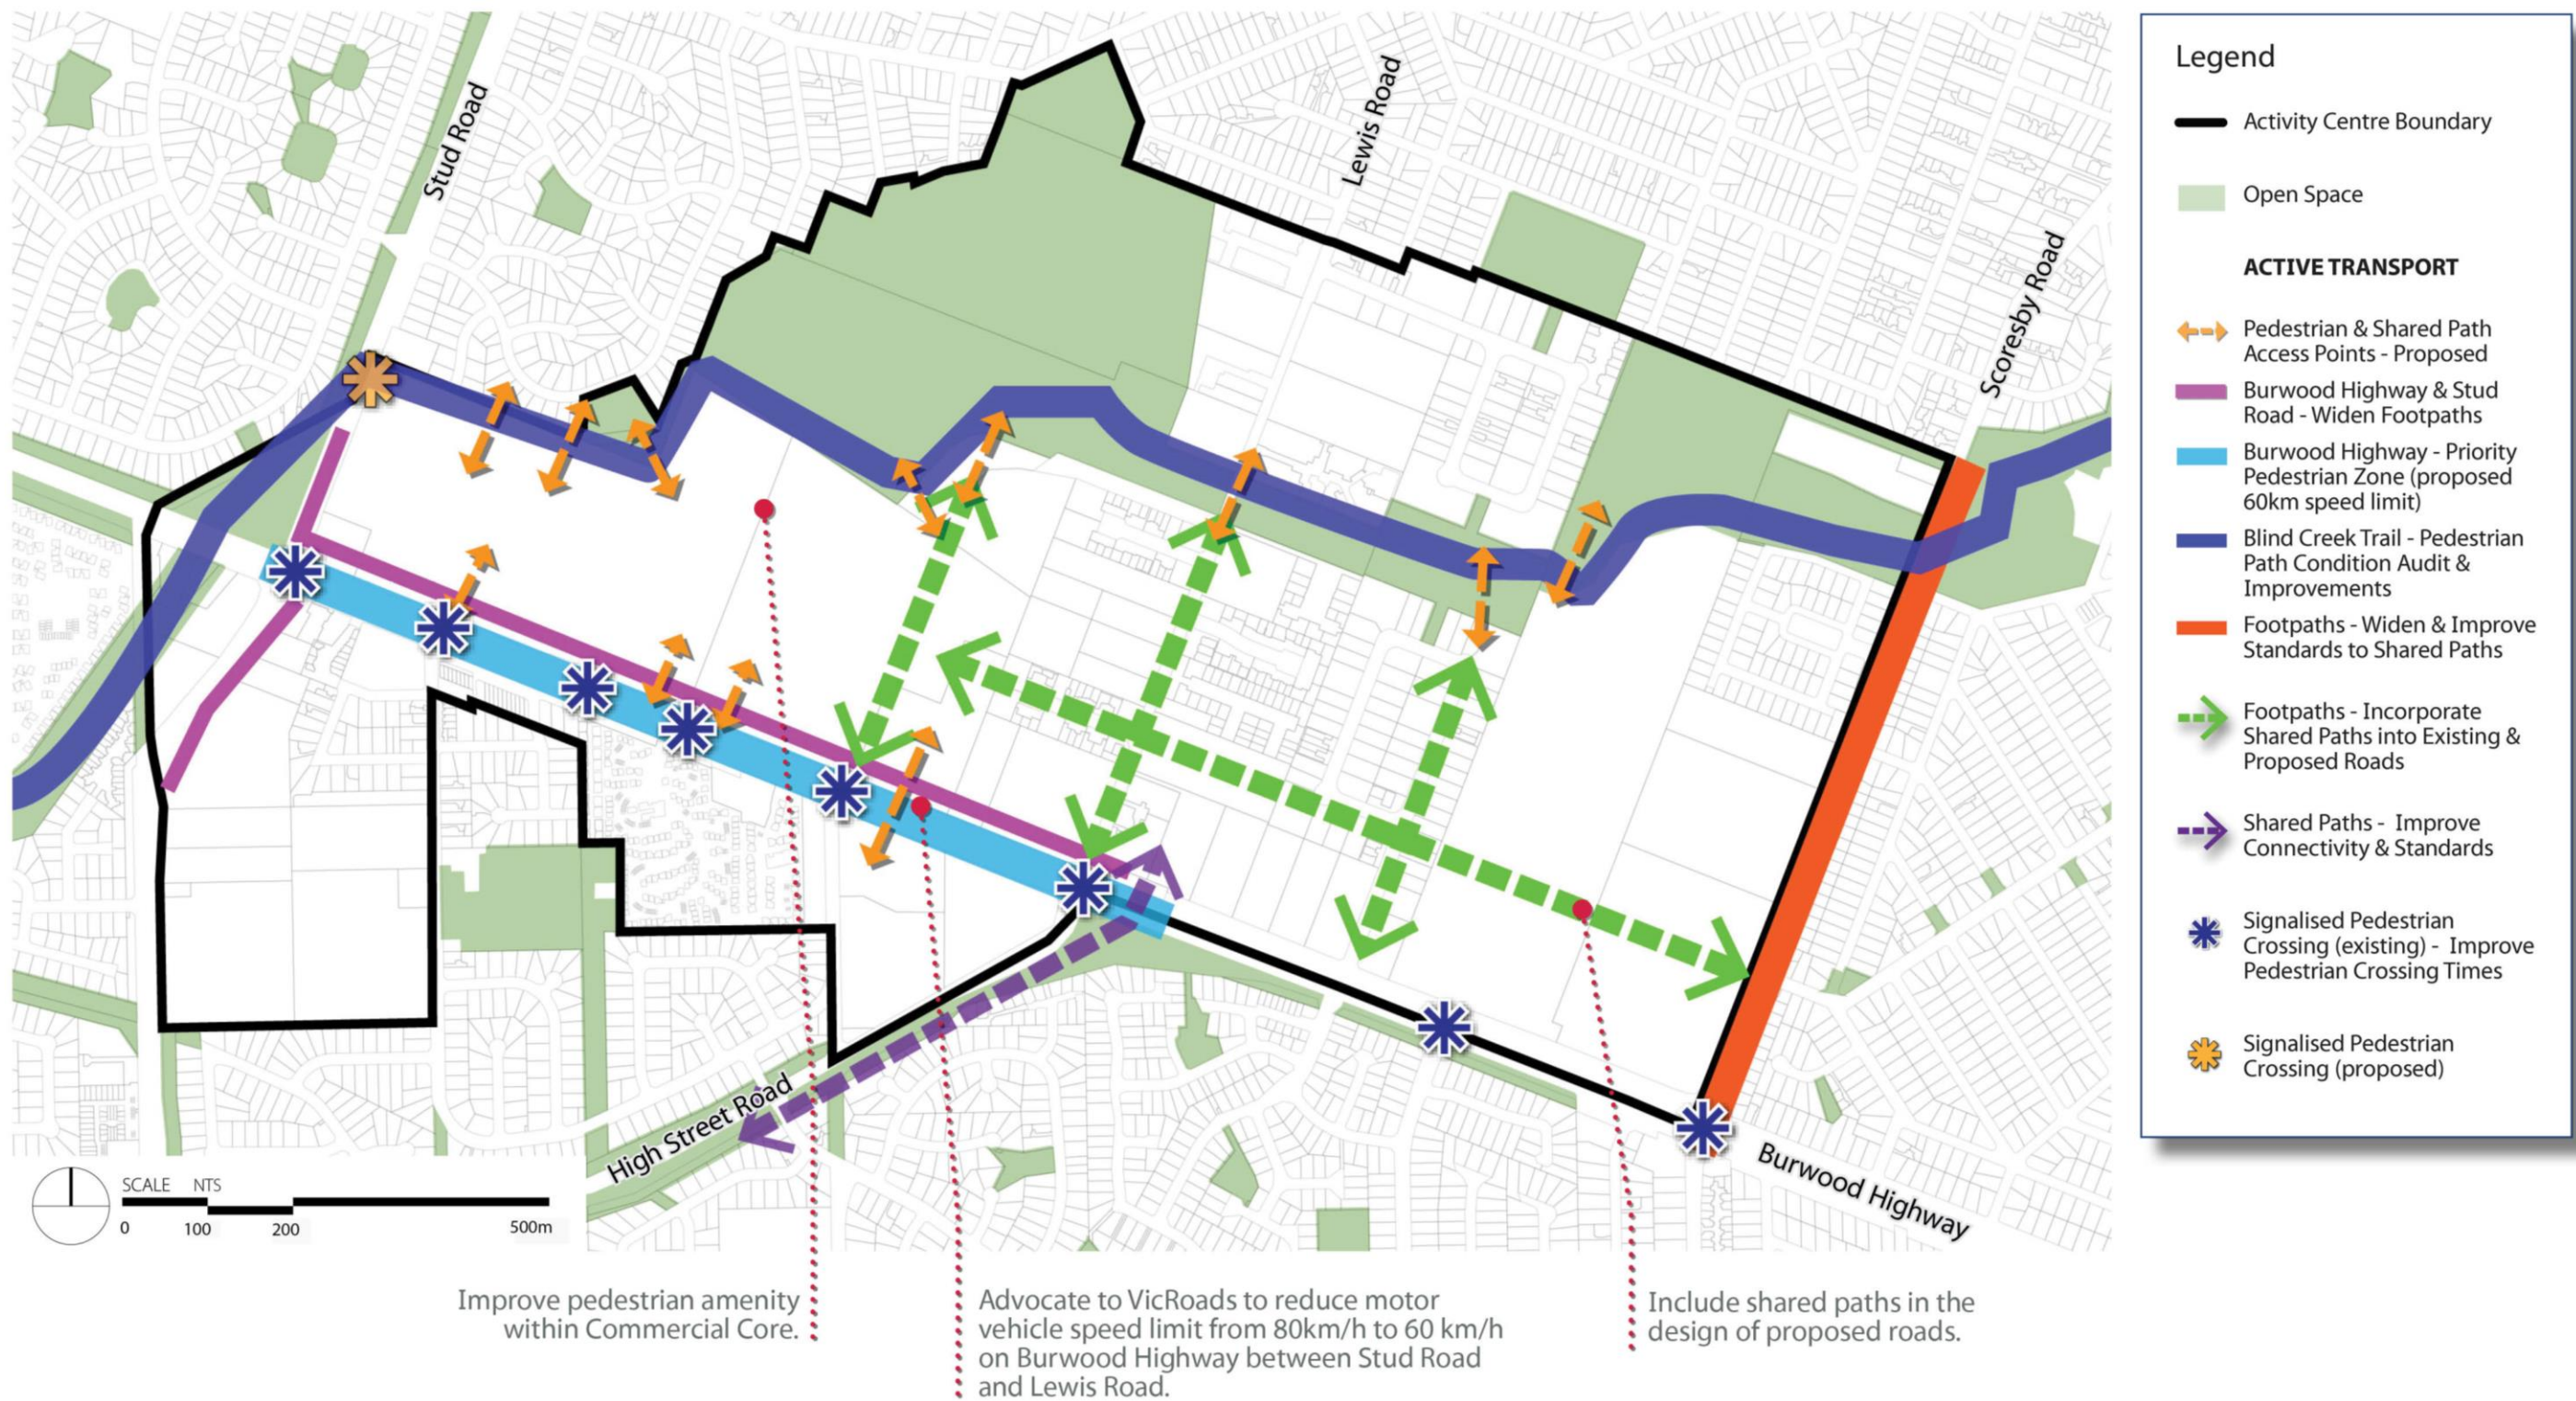 Stud Road
Lewis Road
Scoresby Road
High Street Road
Burwood Highway
SCALE NTS
0 100 200 500m
Improve pedestrian amenity
within Commercial Core.
Advocate to VicRoads to reduce motor
vehicle speed limit from 80km/h to 60 km/h
on Burwood Highway between Stud Road
and Lewis Road.
Include shared paths in the
design of proposed roads.
Legend
Activity Centre Boundary
Open Space
ACTIVE TRANSPORT
Pedestrian & Shared Path
Access Points - Proposed
Burwood Highway & Stud
Road - Widen Footpaths
Burwood Highway - Priority
Pedestrian Zone (proposed
60km speed limit)
Blind Creek Trail - Pedestrian
Path Condition Audit &
Improvements
Footpaths - Widen & Improve
Standards to Shared Paths
Footpaths - Incorporate
Shared Paths into Existing &
Proposed Roads
Shared Paths - Improve
Connectivity & Standards
Signalised Pedestrian
Crossing (existing) - Improve
Pedestrian Crossing Times
Signalised Pedestrian
Crossing (proposed)